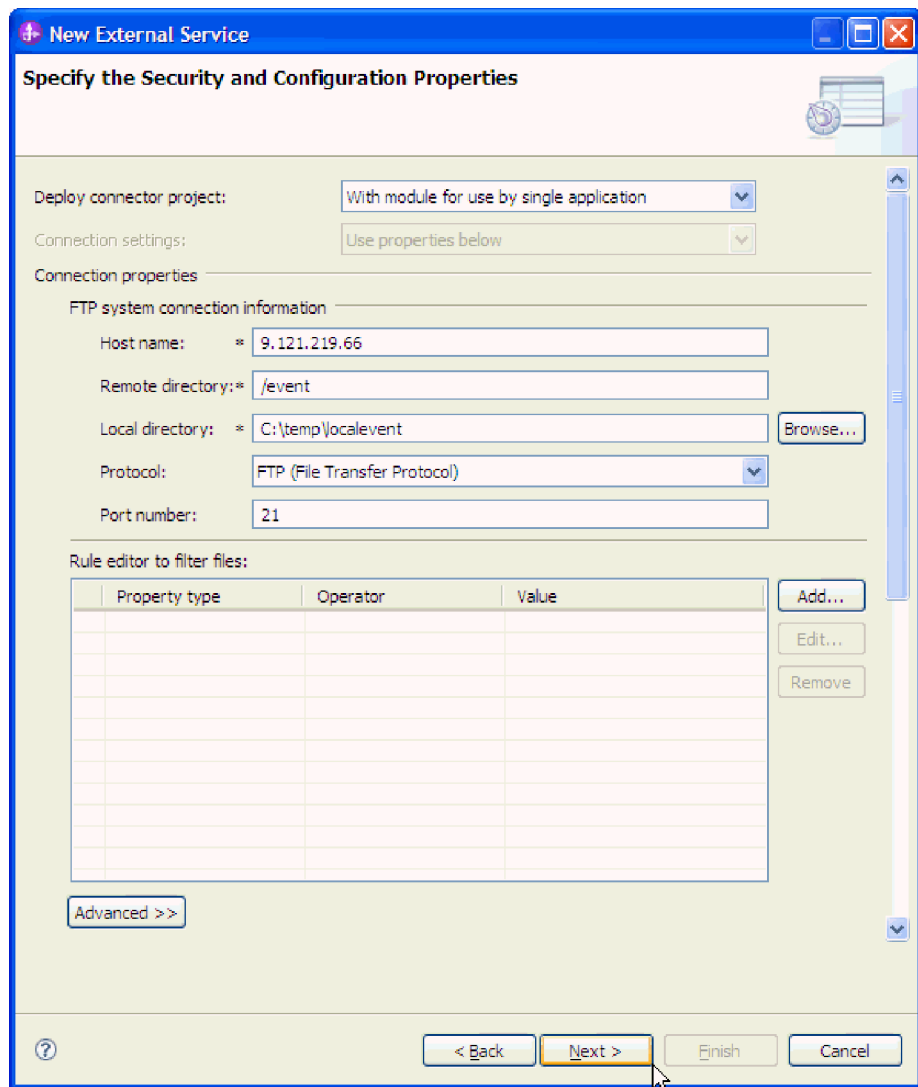 New External Service
Specify the Security and Configuration Properties
Deploy connector project: With module for use by single application
Connection settings: Use properties below
Connection properties
FTP system connection information
Host name: * 9.121.219.66
Remote directory:* /event
Local directory: * C:\temp\localevent Browse...
Protocol: FTP (File Transfer Protocol)
Port number: 21
Rule editor to filter files:
Property type Operator Value Add...
Edit...
Remove
Advanced >>
? < Back Next > Finish Cancel